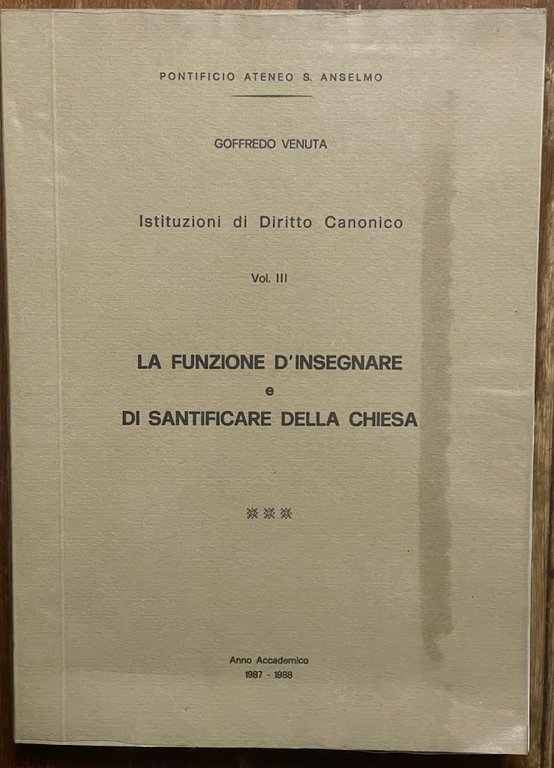 PONTIFICIO ATENEO S. ANSELMO
GOFFREDO VENUTA
Istituzioni di Diritto Canonico
Vol. III
LA FUNZIONE D'INSEGNARE
e
DI SANTIFICARE DELLA CHIESA
Anno Accademico
1987 - 1988